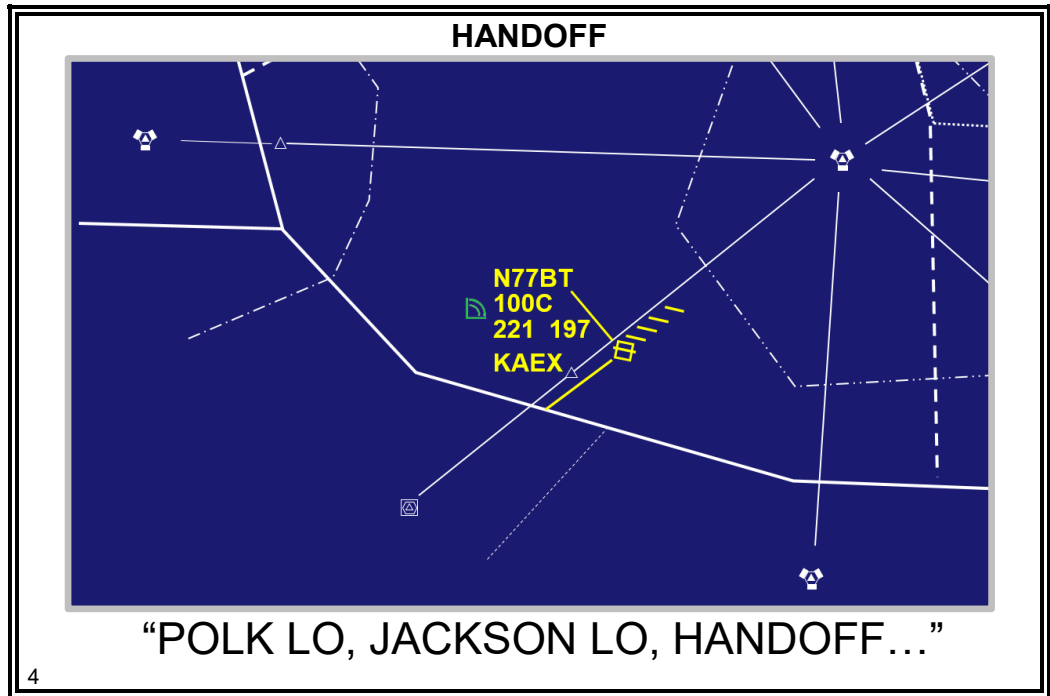 HANDOFF
N77BT
100C
221 197
KAEX
“POLK LO, JACKSON LO, HANDOFF…”
4